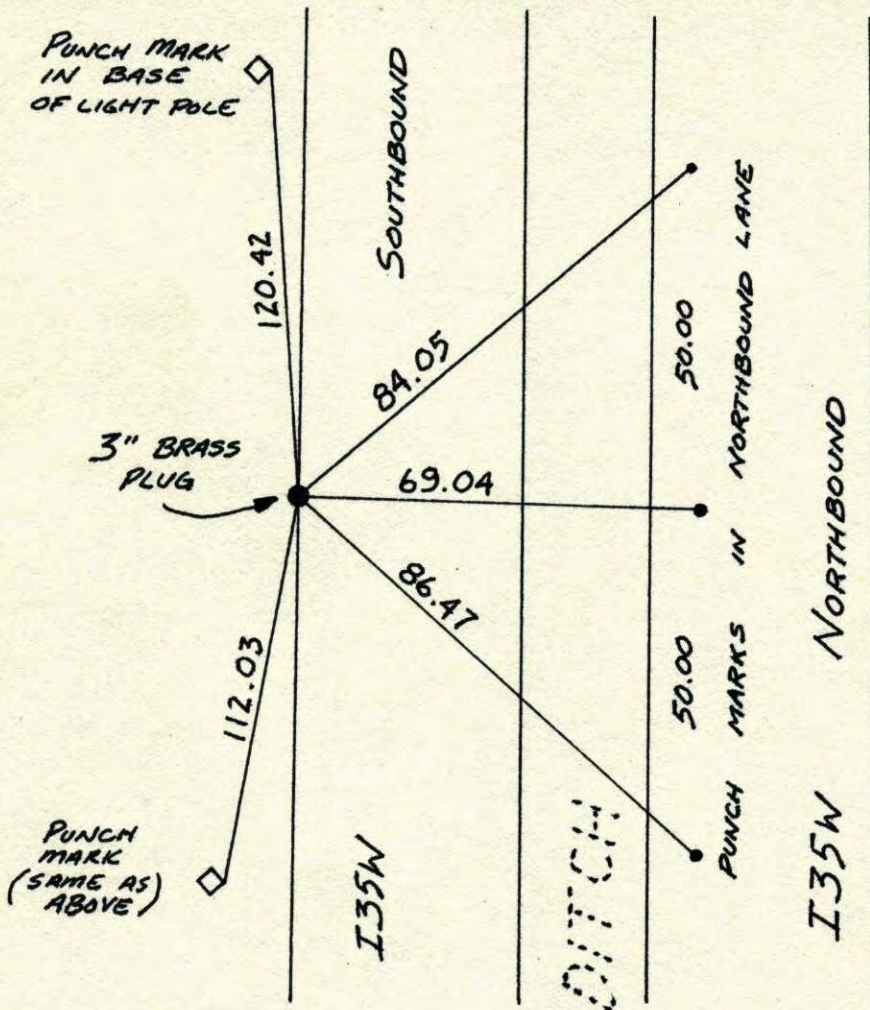 PUNCH MARK
IN BASE
OF LIGHT POLE
SOUTHBOUND
120.42
84.05
50.00
3" BRASS
PLUG
69.04
86.47
112.03
50.00
PUNCH MARKS IN NORTHBOUND LANE
NORTHBOUND
PUNCH
MARK
(SAME AS
ABOVE)
I35W
DITCH
I35W